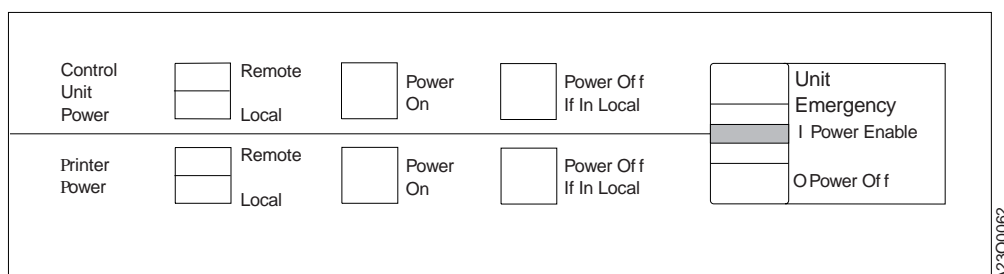 Control
Unit
Power
Remote
Local
Power
On
Power Off
If In Local
Unit
Emergency
I Power Enable
O Power Off
Printer
Power
Remote
Local
Power
On
Power Off
If In Local